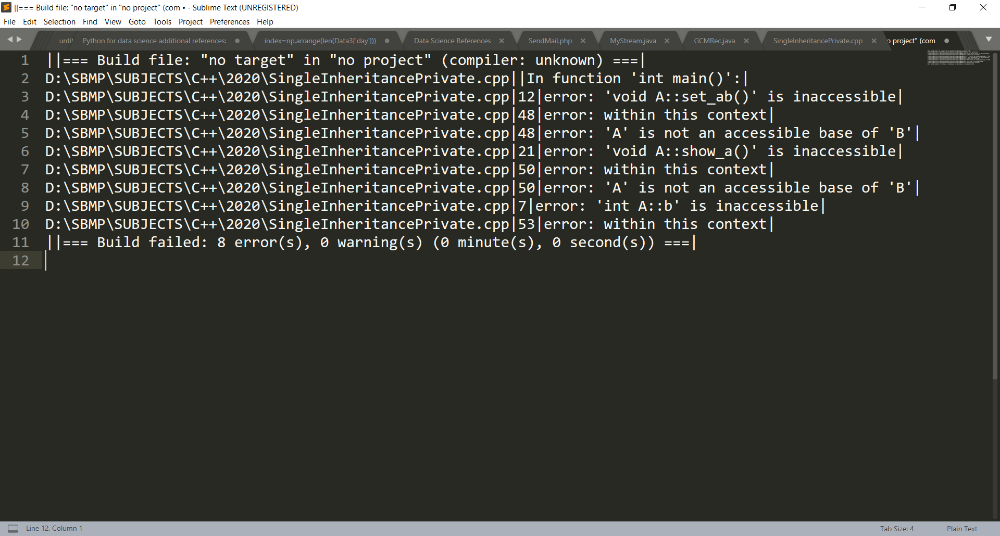 ||=== Build file: "no target" in "no project" (com • - Sublime Text (UNREGISTERED)
File Edit Selection Find View Goto Tools Project Preferences Help
untit Python for data science additional references: index=np.arrange(len(Data3['day'])) Data Science References SendMail.php MyStream.java GCMRec.java SingleInheritancePrivate.cpp project" (com
1 ||=== Build file: "no target" in "no project" (compiler: unknown) ===|
2 D:\SBMP\SUBJECTS\C++\2020\SingleInheritancePrivate.cpp||In function 'int main()':|
3 D:\SBMP\SUBJECTS\C++\2020\SingleInheritancePrivate.cpp|12|error: 'void A::set_ab()' is inaccessible|
4 D:\SBMP\SUBJECTS\C++\2020\SingleInheritancePrivate.cpp|48|error: within this context|
5 D:\SBMP\SUBJECTS\C++\2020\SingleInheritancePrivate.cpp|48|error: 'A' is not an accessible base of 'B'|
6 D:\SBMP\SUBJECTS\C++\2020\SingleInheritancePrivate.cpp|21|error: 'void A::show_a()' is inaccessible|
7 D:\SBMP\SUBJECTS\C++\2020\SingleInheritancePrivate.cpp|50|error: within this context|
8 D:\SBMP\SUBJECTS\C++\2020\SingleInheritancePrivate.cpp|50|error: 'A' is not an accessible base of 'B'|
9 D:\SBMP\SUBJECTS\C++\2020\SingleInheritancePrivate.cpp|7|error: 'int A::b' is inaccessible|
10 D:\SBMP\SUBJECTS\C++\2020\SingleInheritancePrivate.cpp|53|error: within this context|
11 ||=== Build failed: 8 error(s), 0 warning(s) (0 minute(s), 0 second(s)) ===|
12
Line 12, Column 1 Tab Size: 4 Plain Text